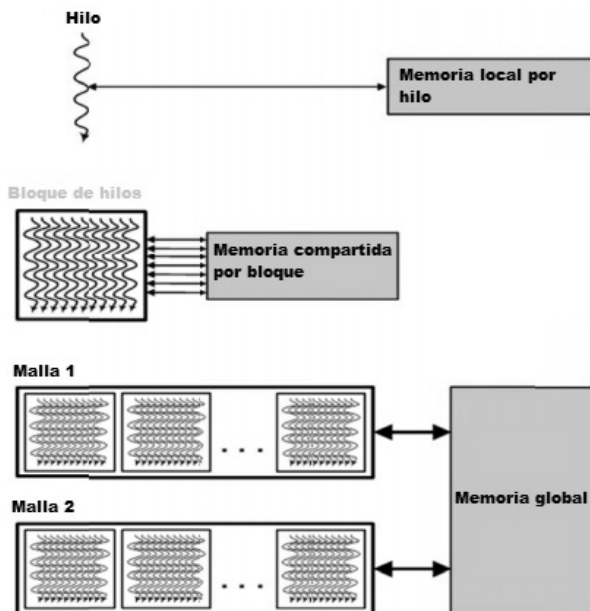 Hilo
Memoria local por
hilo
Bloque de hilos
Memoria compartida
por bloque
Malla 1
. . .
Malla 2
. . .
Memoria global